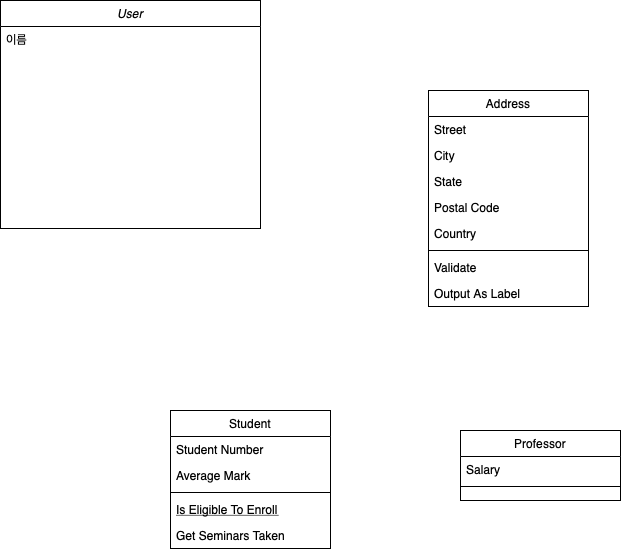 User
이름
Address
Street
City
State
Postal Code
Country
Validate
Output As Label
Student
Student Number
Average Mark
Is Eligible To Enroll
Get Seminars Taken
Professor
Salary